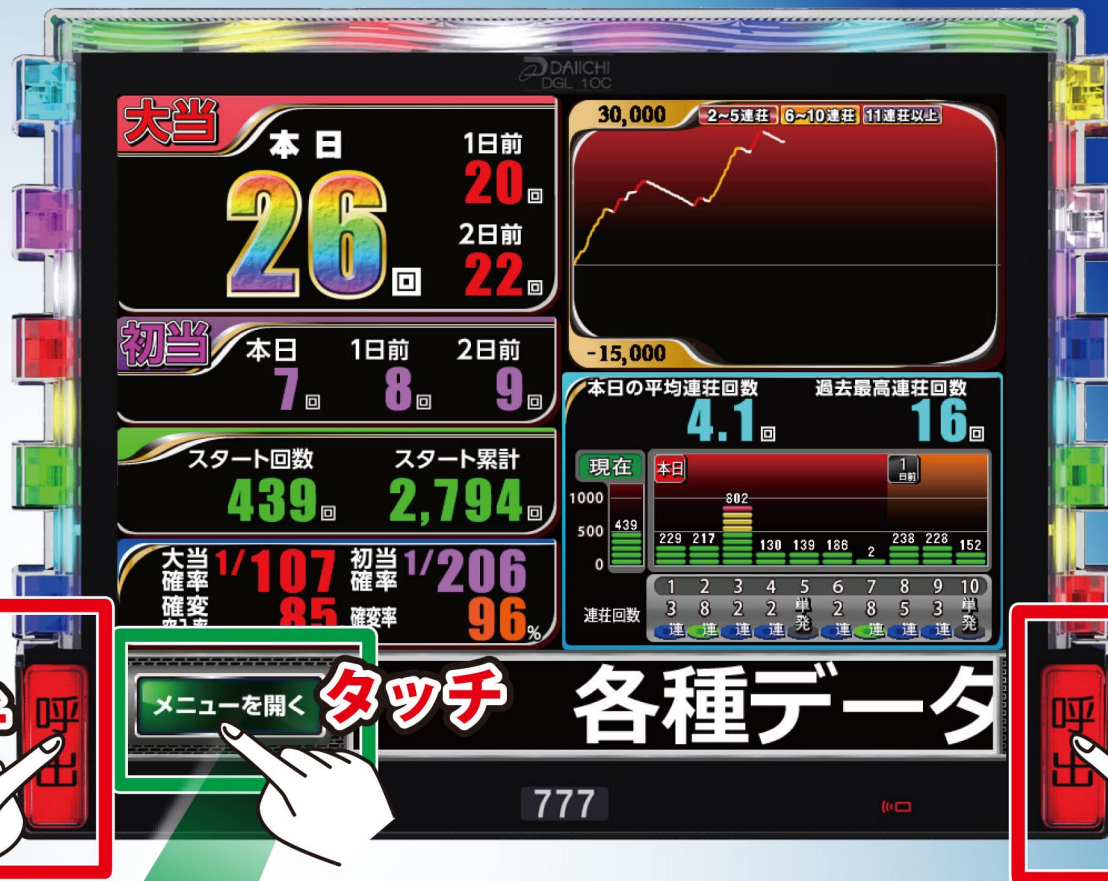 DAIICHI
DGL 10C
大当
本日
26回
1日前
20回
2日前
22回
初当
本日 1日前 2日前
7回 8回 9回
スタート回数 スタート累計
439回 2,794回
大当確率 1/107 初当確率 1/206
確変 85 確変率 96%
30,000 2~5連荘 6~10連荘 11連荘以上
-15,000
本日の平均連荘回数 過去最高連荘回数
4.1回 16回
現在 本日 1日前
1000
500
0
439 229 217 802 130 139 186 2 238 228 152
1 2 3 4 5 6 7 8 9 10
連荘回数 3連 8連 2連 2連 単発 2連 8連 5連 3連 単発
メニューを開く タッチ
各種データ
呼出
呼出
777